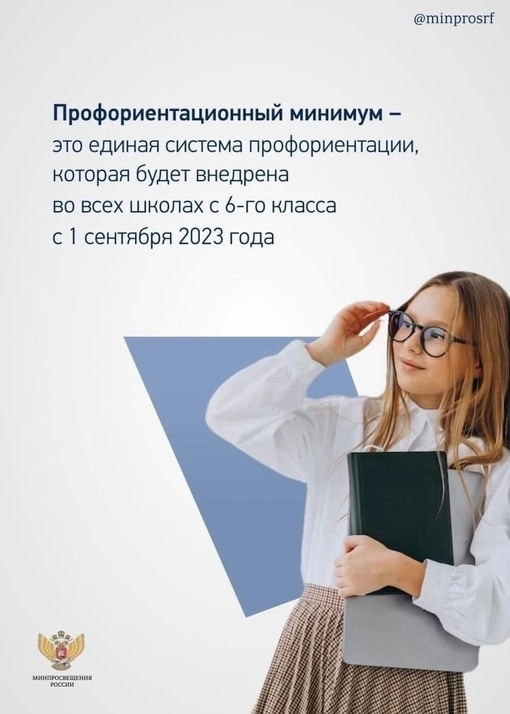 @minprosrf
Профориентационный минимум –
это единая система профориентации,
которая будет внедрена
во всех школах с 6-го класса
с 1 сентября 2023 года
МИНПРОСВЕЩЕНИЯ
РОССИИ